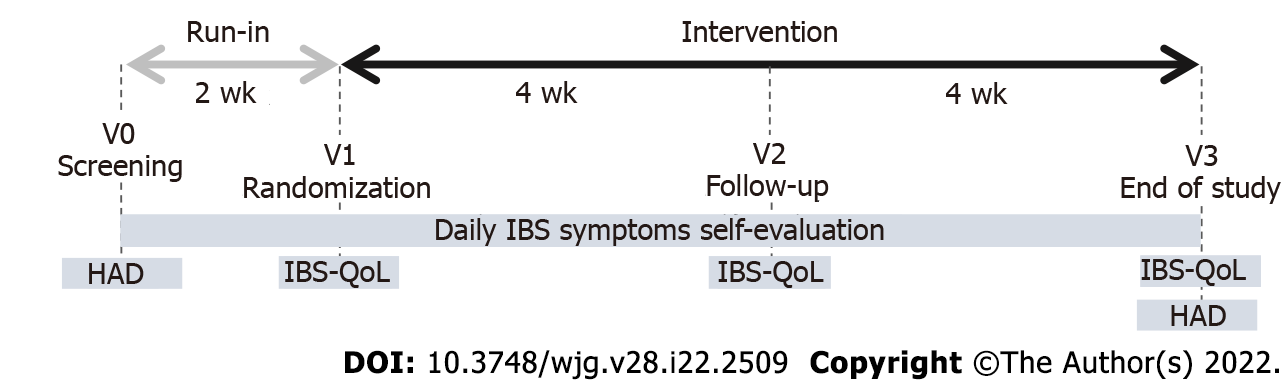 Run-in
Intervention
2 wk
4 wk
4 wk
V0
Screening
V1
Randomization
V2
Follow-up
V3
End of study
Daily IBS symptoms self-evaluation
HAD
IBS-QoL
IBS-QoL
IBS-QoL
HAD
DOI: 10.3748/wjg.v28.i22.2509 Copyright ©The Author(s) 2022.